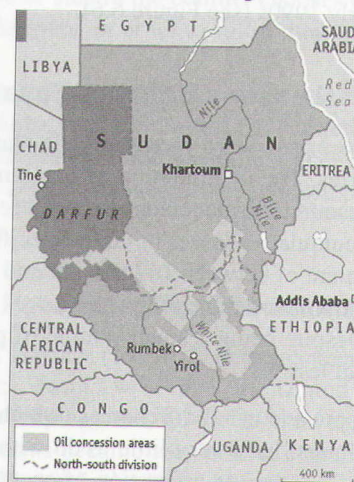 EGYPT
SAUDI
ARABIA
LIBYA
Red
Sea
Nile
CHAD
SUDAN
Tiné
Khartoum
ERITREA
DARFUR
Blue
Nile
Addis Ababa
ETHIOPIA
CENTRAL
AFRICAN
REPUBLIC
White Nile
Rumbek
Yirol
CONGO
UGANDA
KENYA
Oil concession areas
North-south division
400 km